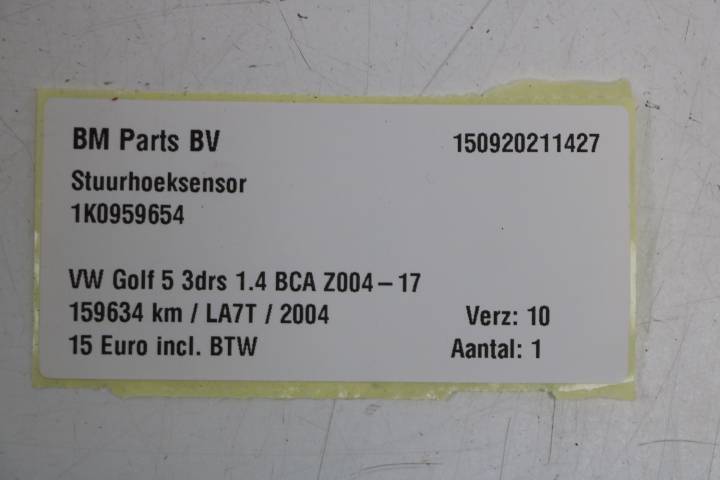 BM Parts BV 150920211427
Stuurhoeksensor
1K0959654
VW Golf 5 3drs 1.4 BCA Z004-17
159634 km / LA7T / 2004 Verz: 10
15 Euro incl. BTW Aantal: 1